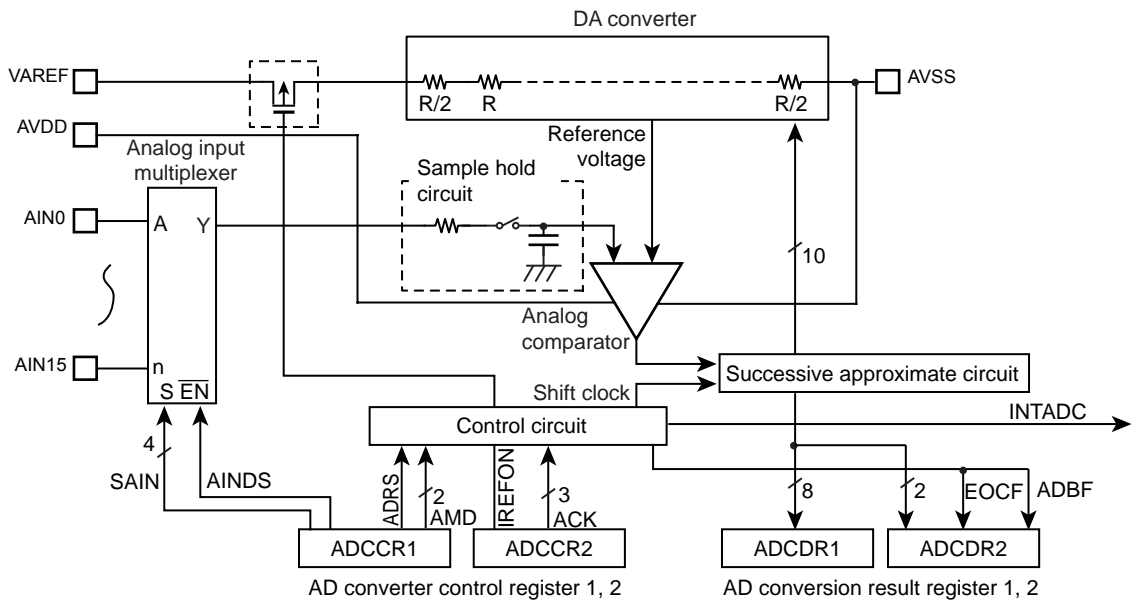 DA converter
VAREF
AVSS
R/2
R
R/2
AVDD
Reference
voltage
Analog input
multiplexer
Sample hold
circuit
AIN0
A
Y
10
Analog
comparator
AIN15
n
S EN
Successive approximate circuit
Shift clock
INTADC
Control circuit
4
SAIN
AINDS
ADRS
2
AMD
IREFON
3
ACK
8
2
EOCF
ADBF
ADCCR1
ADCCR2
ADCDR1
ADCDR2
AD converter control register 1, 2
AD conversion result register 1, 2